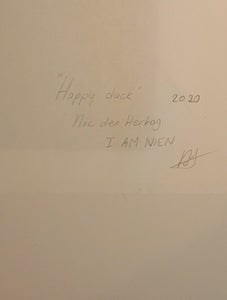 "Happy duck" 2020
Nic den Hertog
I AM NIEN